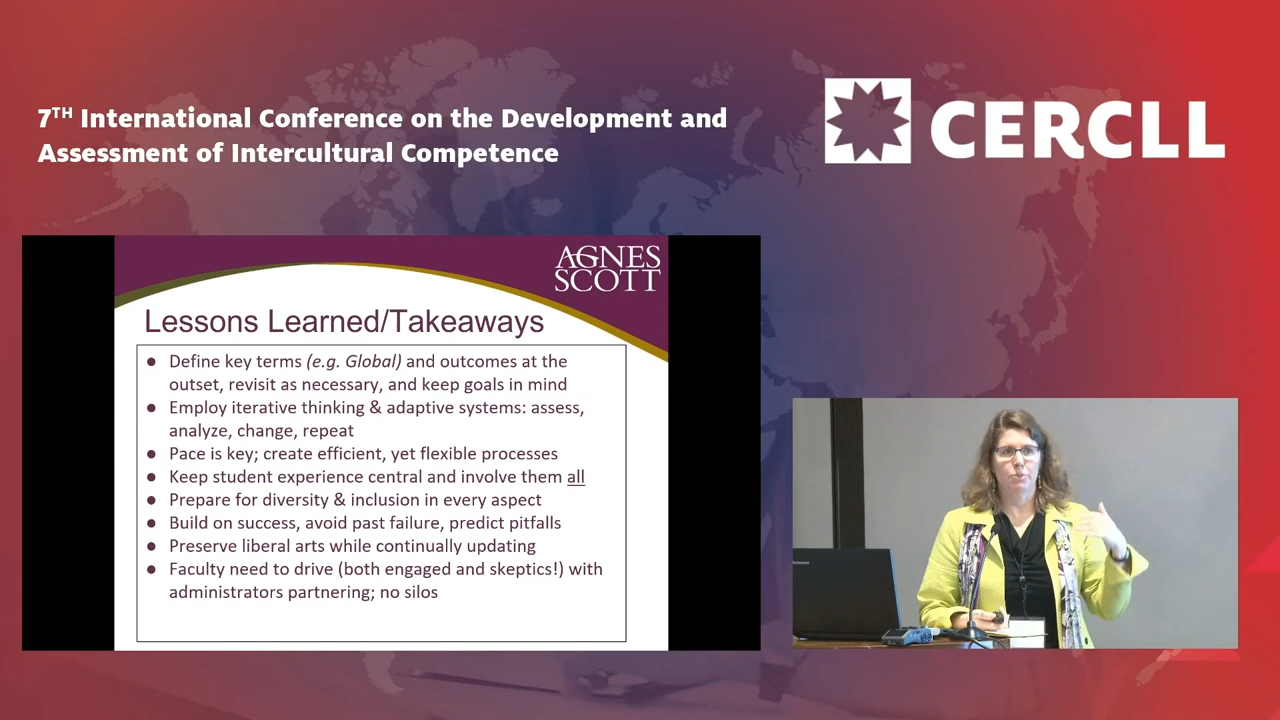 7TH International Conference on the Development and
Assessment of Intercultural Competence
CERCLL
AGNES
SCOTT
Lessons Learned/Takeaways
● Define key terms (e.g. Global) and outcomes at the
outset, revisit as necessary, and keep goals in mind
● Employ iterative thinking & adaptive systems: assess,
analyze, change, repeat
● Pace is key; create efficient, yet flexible processes
● Keep student experience central and involve them all
● Prepare for diversity & inclusion in every aspect
● Build on success, avoid past failure, predict pitfalls
● Preserve liberal arts while continually updating
● Faculty need to drive (both engaged and skeptics!) with
administrators partnering; no silos